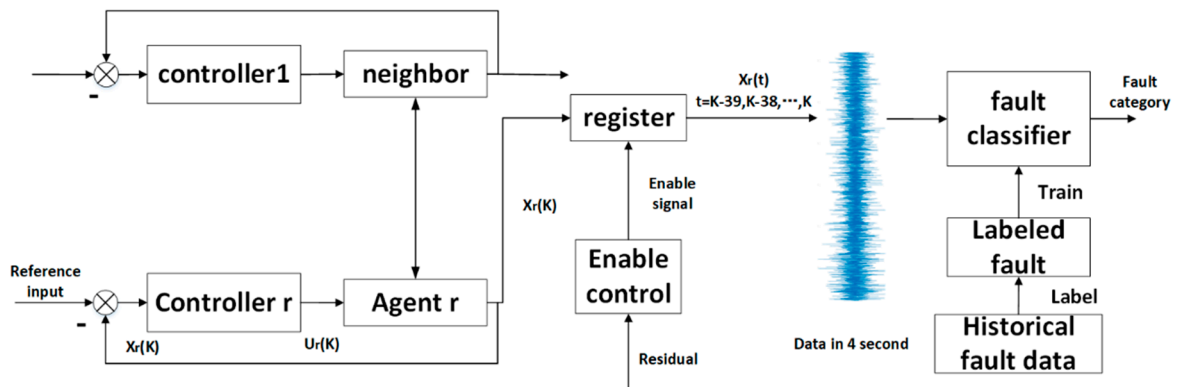 controller1
neighbor
-
Xr(t)
t=K-39,K-38,···,K
register
fault
classifier
Fault
category
Enable
signal
Xr(K)
Train
Labeled
fault
Label
Historical
fault data
Enable
control
Reference
input
Controller r
Agent r
-
Xr(K)
Ur(K)
Residual
Data in 4 second